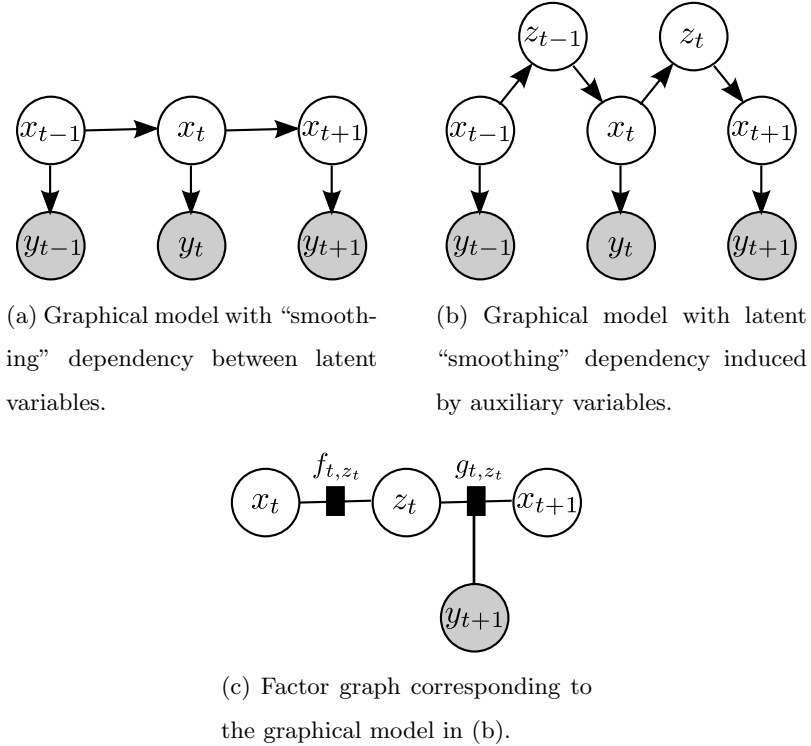 z_{t−1} z_t
x_{t−1} x_t x_{t+1} x_{t−1} x_t x_{t+1}
y_{t−1} y_t y_{t+1} y_{t−1} y_t y_{t+1}
(a) Graphical model with “smooth-
ing” dependency between latent
variables.
(b) Graphical model with latent
“smoothing” dependency induced
by auxiliary variables.
f_{t,z_t} g_{t,z_t}
x_t z_t x_{t+1}
y_{t+1}
(c) Factor graph corresponding to
the graphical model in (b).